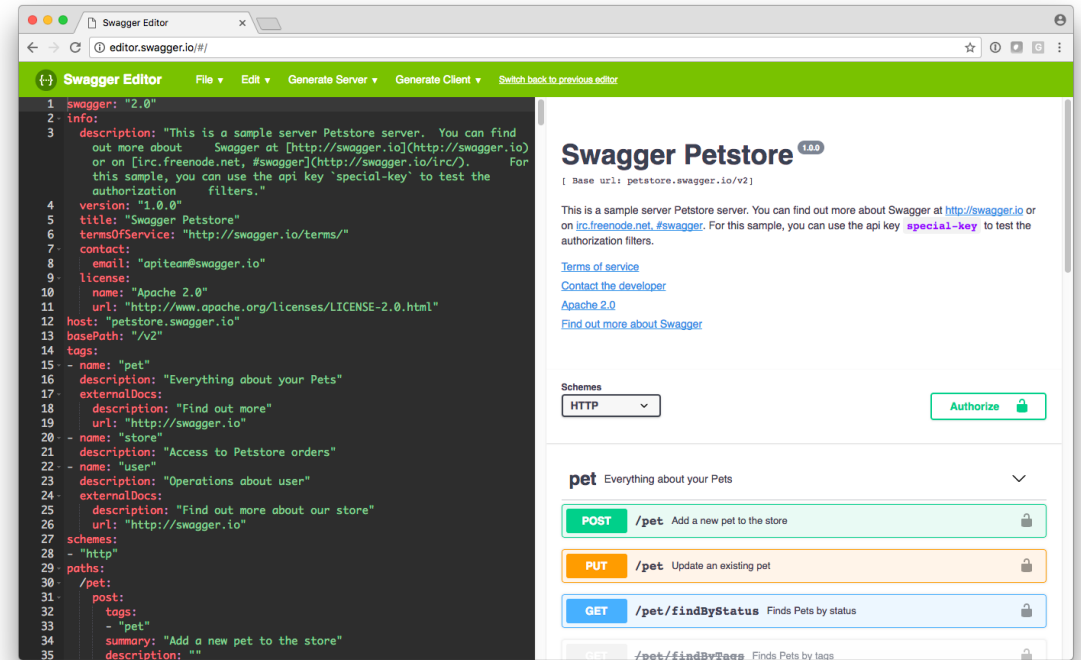 Swagger Editor
editor.swagger.io/#/
Swagger Editor File Edit Generate Server Generate Client Switch back to previous editor
1 swagger: "2.0"
2 info:
3 description: "This is a sample server Petstore server. You can find
out more about Swagger at [http://swagger.io](http://swagger.io)
or on [irc.freenode.net, #swagger](http://swagger.io/irc/). For
this sample, you can use the api key `special-key` to test the
authorization filters."
4 version: "1.0.0"
5 title: "Swagger Petstore"
6 termsOfService: "http://swagger.io/terms/"
7 contact:
8 email: "apiteam@swagger.io"
9 license:
10 name: "Apache 2.0"
11 url: "http://www.apache.org/licenses/LICENSE-2.0.html"
12 host: "petstore.swagger.io"
13 basePath: "/v2"
14 tags:
15 - name: "pet"
16 description: "Everything about your Pets"
17 externalDocs:
18 description: "Find out more"
19 url: "http://swagger.io"
20 - name: "store"
21 description: "Access to Petstore orders"
22 - name: "user"
23 description: "Operations about user"
24 externalDocs:
25 description: "Find out more about our store"
26 url: "http://swagger.io"
27 schemes:
28 - "http"
29 paths:
30 /pet:
31 post:
32 tags:
33 - "pet"
34 summary: "Add a new pet to the store"
35 description: ""
Swagger Petstore 1.0.0
[ Base url: petstore.swagger.io/v2]
This is a sample server Petstore server. You can find out more about Swagger at http://swagger.io or
on irc.freenode.net, #swagger. For this sample, you can use the api key special-key to test the
authorization filters.
Terms of service
Contact the developer
Apache 2.0
Find out more about Swagger
Schemes
HTTP
Authorize
pet Everything about your Pets
POST /pet Add a new pet to the store
PUT /pet Update an existing pet
GET /pet/findByStatus Finds Pets by status
GET /pet/findByTags Finds Pets by tags